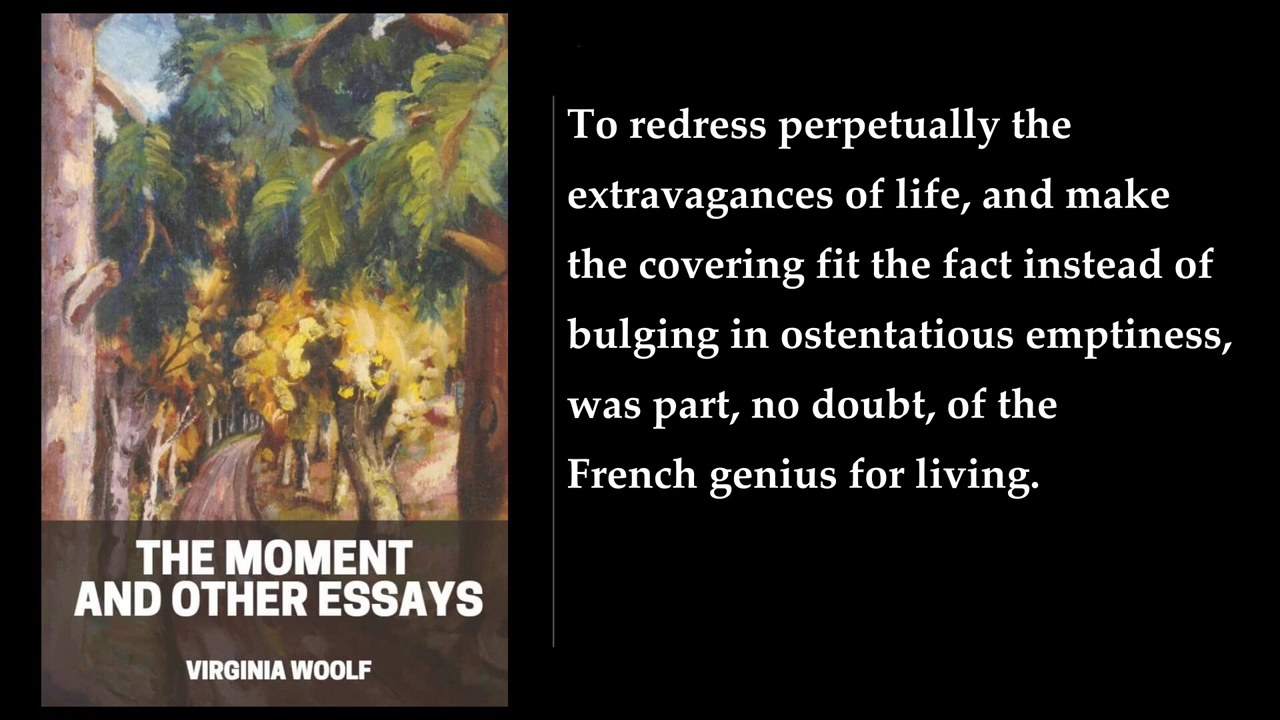 THE MOMENT
AND OTHER ESSAYS
VIRGINIA WOOLF
To redress perpetually the
extravagances of life, and make
the covering fit the fact instead of
bulging in ostentatious emptiness,
was part, no doubt, of the
French genius for living.